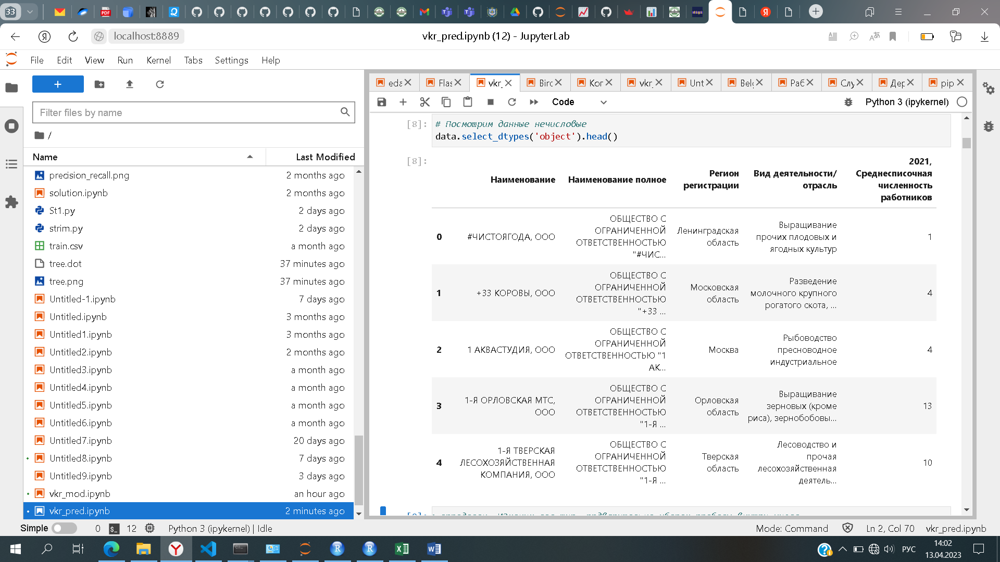 33
localhost:8889
vkr_pred.ipynb (12) - JupyterLab
File Edit View Run Kernel Tabs Settings Help
Filter files by name
/
Name Last Modified
precision_recall.png 2 months ago
solution.ipynb 2 months ago
St1.py 2 days ago
strim.py 2 days ago
train.csv a month ago
tree.dot 37 minutes ago
tree.png 37 minutes ago
Untitled-1.ipynb 7 days ago
Untitled.ipynb 3 months ago
Untitled1.ipynb 3 months ago
Untitled2.ipynb 2 months ago
Untitled3.ipynb a month ago
Untitled4.ipynb a month ago
Untitled5.ipynb a month ago
Untitled6.ipynb a month ago
Untitled7.ipynb 20 days ago
Untitled8.ipynb 7 days ago
Untitled9.ipynb 3 days ago
vkr_mod.ipynb an hour ago
vkr_pred.ipynb 2 minutes ago
eda Flas vkr_ Birc Kor vkr_ Unt Belg Раб Слу Дер pip
Code
Python 3 (ipykernel)
[8]: # Посмотрим данные нечисловые
data.select_dtypes('object').head()
[8]:
Наименование
Наименование полное
Регион
регистрации
Вид деятельности/
отрасль
2021,
Среднесписочная
численность
работников
0
#ЧИСТОЯГОДА, ООО
ОБЩЕСТВО С
ОГРАНИЧЕННОЙ
ОТВЕТСТВЕННОСТЬЮ
"#ЧИС...
Ленинградская
область
Выращивание
прочих плодовых и
ягодных культур
1
1
+33 КОРОВЫ, ООО
ОБЩЕСТВО С
ОГРАНИЧЕННОЙ
ОТВЕТСТВЕННОСТЬЮ
"+33 ...
Московская
область
Разведение
молочного крупного
рогатого скота, ...
4
2
1 АКВАСТУДИЯ, ООО
ОБЩЕСТВО С
ОГРАНИЧЕННОЙ
ОТВЕТСТВЕННОСТЬЮ "1
АК...
Москва
Рыбоводство
пресноводное
индустриальное
4
3
1-Я ОРЛОВСКАЯ МТС,
ООО
ОБЩЕСТВО С
ОГРАНИЧЕННОЙ
ОТВЕТСТВЕННОСТЬЮ
"1-Я ...
Орловская
область
Выращивание
зерновых (кроме
риса), зернобобовы...
13
4
1-Я ТВЕРСКАЯ
ЛЕСОХОЗЯЙСТВЕННАЯ
КОМПАНИЯ, ООО
ОБЩЕСТВО С
ОГРАНИЧЕННОЙ
ОТВЕТСТВЕННОСТЬЮ
"1-Я ...
Тверская
область
Лесоводство и
прочая
лесохозяйственная
деятель...
10
Simple 0 12 Python 3 (ipykernel) | Idle
Mode: Command Ln 2, Col 70 vkr_pred.ipynb
РУС
14:02
13.04.2023